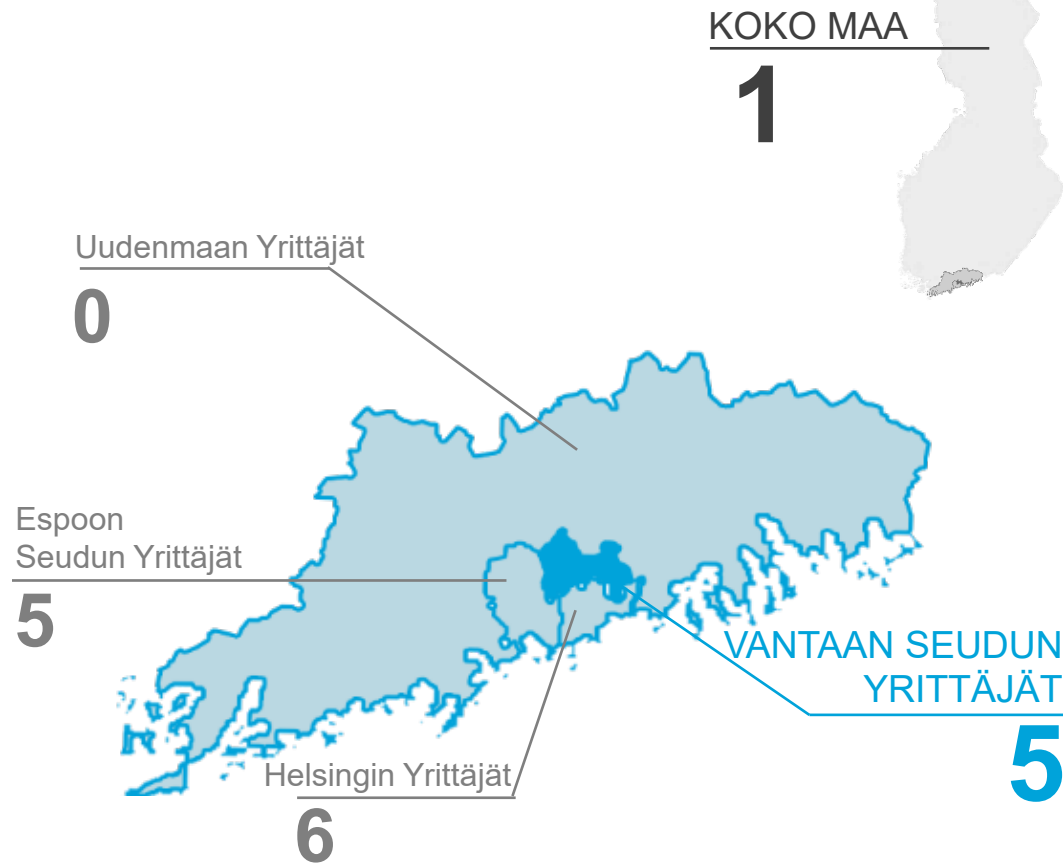 KOKO MAA
1
Uudenmaan Yrittäjät
0
Espoon
Seudun Yrittäjät
5
VANTAAN SEUDUN
YRITTÄJÄT
5
Helsingin Yrittäjät
6